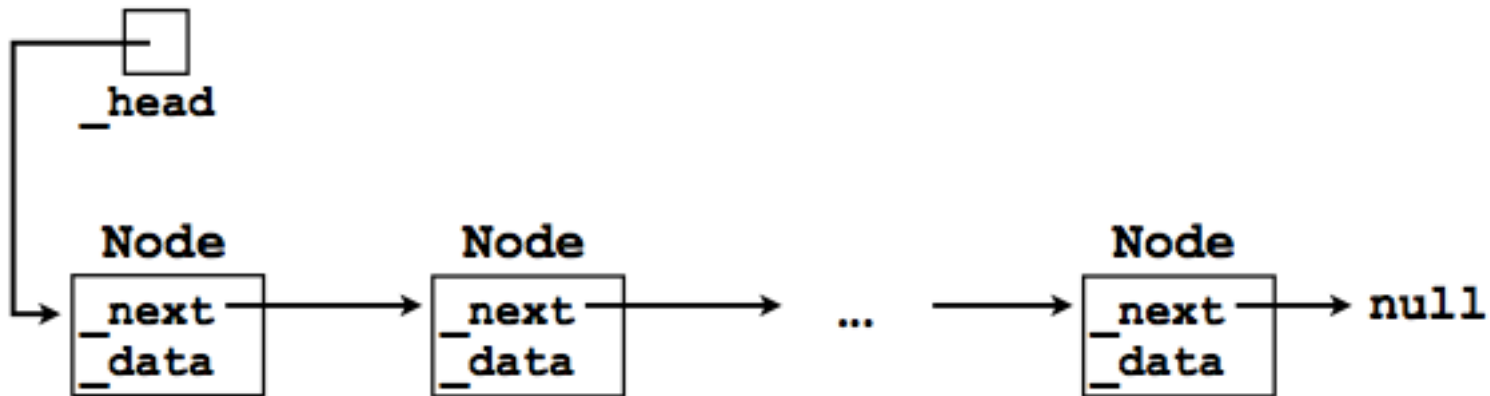 _head
Node Node Node
_next _next ... _next null
_data _data _data